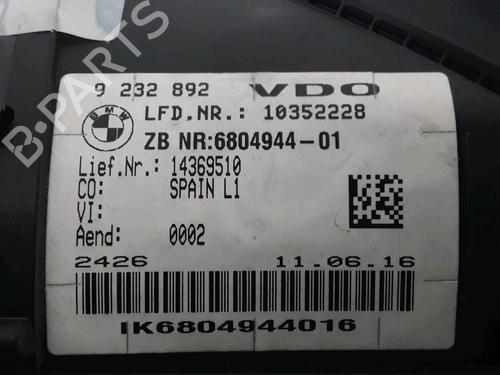 9 232 892 VDO
BMW
LFD.NR.: 10352228
ZB NR:6804944-01
Lief.Nr.: 14369510
CO: SPAIN L1
VI:
Aend: 0002
2426 11.06.16
IK6804944016